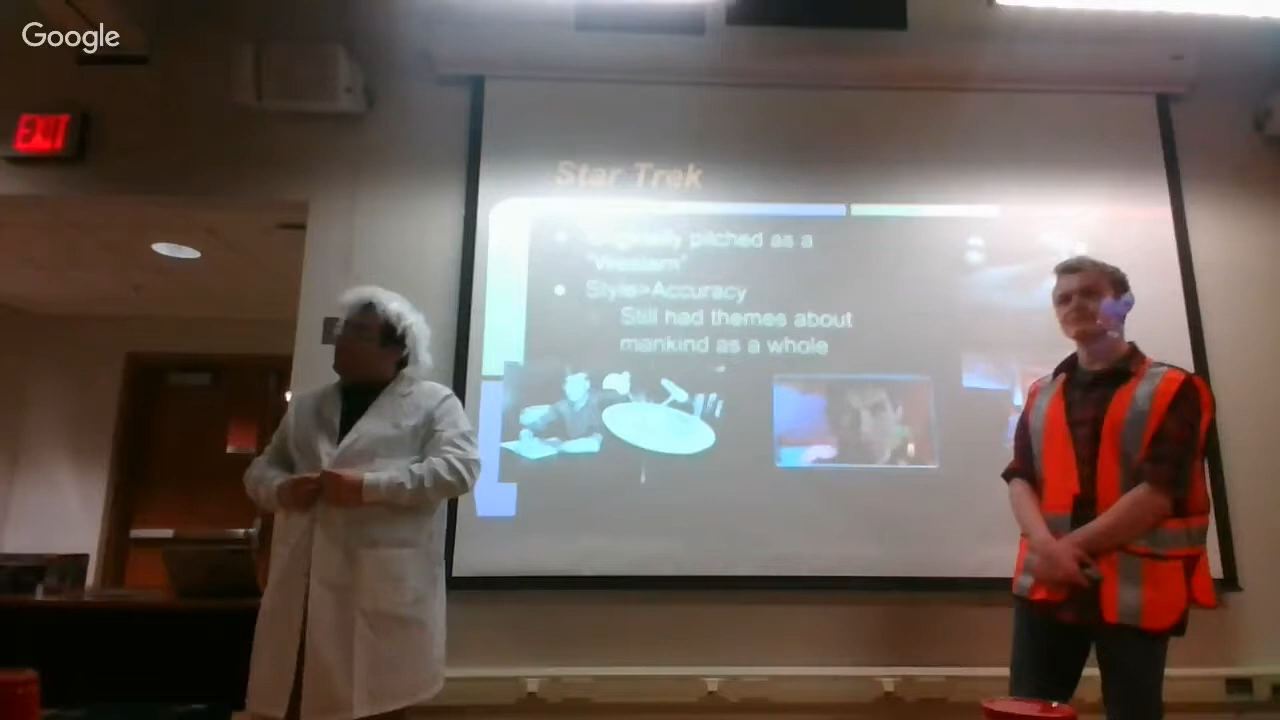 Google
EXIT
Star Trek
Originally pitched as a
"Western"
Style>Accuracy
Still had themes about
mankind as a whole